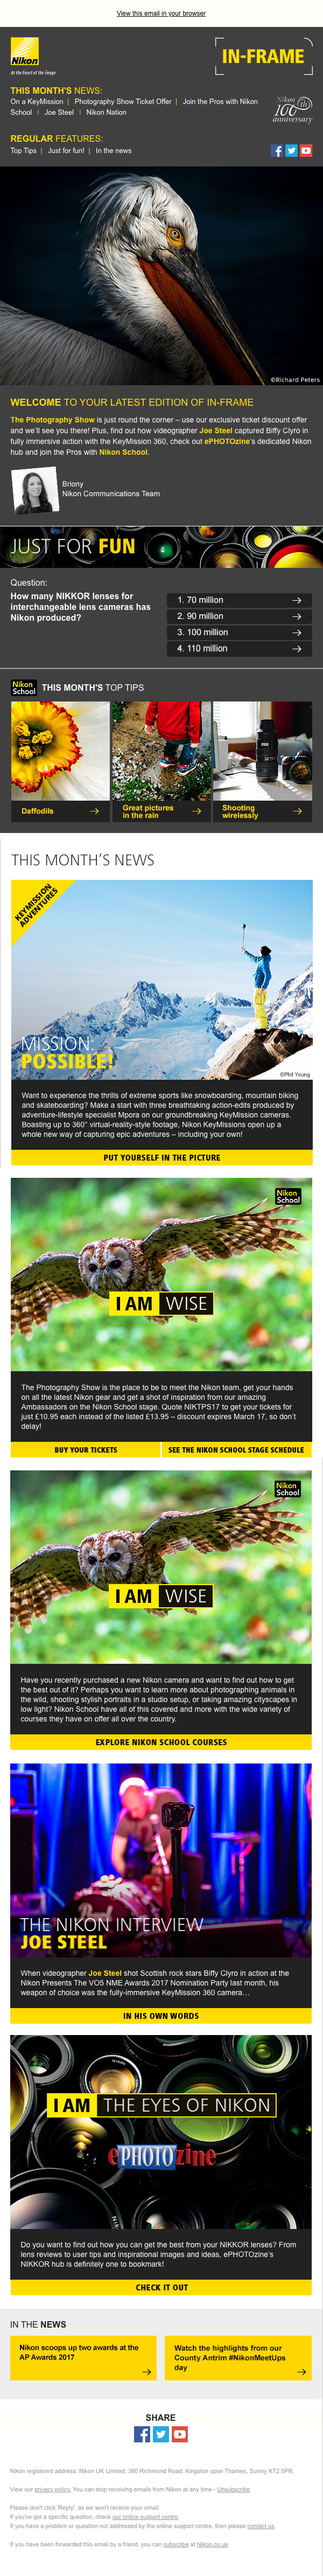 View this email in your browser
Nikon
At the heart of the image
IN-FRAME
THIS MONTH'S NEWS:
On a KeyMission | Photography Show Ticket Offer | Join the Pros with Nikon
School | Joe Steel | Nikon Nation
Nikon
100th
anniversary
REGULAR FEATURES:
Top Tips | Just for fun! | In the news
©Richard Peters
WELCOME TO YOUR LATEST EDITION OF IN-FRAME
The Photography Show is just round the corner – use our exclusive ticket discount offer
and we'll see you there! Plus, find out how videographer Joe Steel captured Biffy Clyro in
fully immersive action with the KeyMission 360, check out ePHOTOzine's dedicated Nikon
hub and join the Pros with Nikon School.
Briony
Nikon Communications Team
JUST FOR FUN
Question:
How many NIKKOR lenses for
interchangeable lens cameras has
Nikon produced?
1. 70 million
2. 90 million
3. 100 million
4. 110 million
Nikon
School
THIS MONTH'S TOP TIPS
Daffodils
Great pictures
in the rain
Shooting
wirelessly
THIS MONTH'S NEWS
KEYMISSION
ADVENTURES
MISSION:
POSSIBLE!
©Phil Young
Want to experience the thrills of extreme sports like snowboarding, mountain biking
and skateboarding? Make a start with three breathtaking action-edits produced by
adventure-lifestyle specialist Mpora on our groundbreaking KeyMission cameras.
Boasting up to 360° virtual-reality-style footage, Nikon KeyMissions open up a
whole new way of capturing epic adventures – including your own!
PUT YOURSELF IN THE PICTURE
Nikon
School
I AM WISE
The Photography Show is the place to be to meet the Nikon team, get your hands
on all the latest Nikon gear and get a shot of inspiration from our amazing
Ambassadors on the Nikon School stage. Quote NIKTPS17 to get your tickets for
just £10.95 each instead of the listed £13.95 – discount expires March 17, so don't
delay!
BUY YOUR TICKETS
SEE THE NIKON SCHOOL STAGE SCHEDULE
Nikon
School
I AM WISE
Have you recently purchased a new Nikon camera and want to find out how to get
the best out of it? Perhaps you want to learn more about photographing animals in
the wild, shooting stylish portraits in a studio setup, or taking amazing cityscapes in
low light? Nikon School have all of this covered and more with the wide variety of
courses they have on offer all over the country.
EXPLORE NIKON SCHOOL COURSES
THE NIKON INTERVIEW
JOE STEEL
When videographer Joe Steel shot Scottish rock stars Biffy Clyro in action at the
Nikon Presents The VO5 NME Awards 2017 Nomination Party last month, his
weapon of choice was the fully-immersive KeyMission 360 camera…
IN HIS OWN WORDS
I AM THE EYES OF NIKON
ePHOTOzine
Do you want to find out how you can get the best from your NIKKOR lenses? From
lens reviews to user tips and inspirational images and ideas, ePHOTOzine's
NIKKOR hub is definitely one to bookmark!
CHECK IT OUT
IN THE NEWS
Nikon scoops up two awards at the
AP Awards 2017
Watch the highlights from our
County Antrim #NikonMeetUps
day
SHARE
Nikon registered address: Nikon UK Limited, 380 Richmond Road, Kingston upon Thames, Surrey KT2 5PR.
View our privacy policy. You can stop receiving emails from Nikon at any time - Unsubscribe
Please don't click 'Reply', as we won't receive your email.
If you've got a specific question, check our online support centre.
If you have a problem or question not addressed by the online support centre, then please contact us.
If you have been forwarded this email by a friend, you can subscribe at Nikon.co.uk.